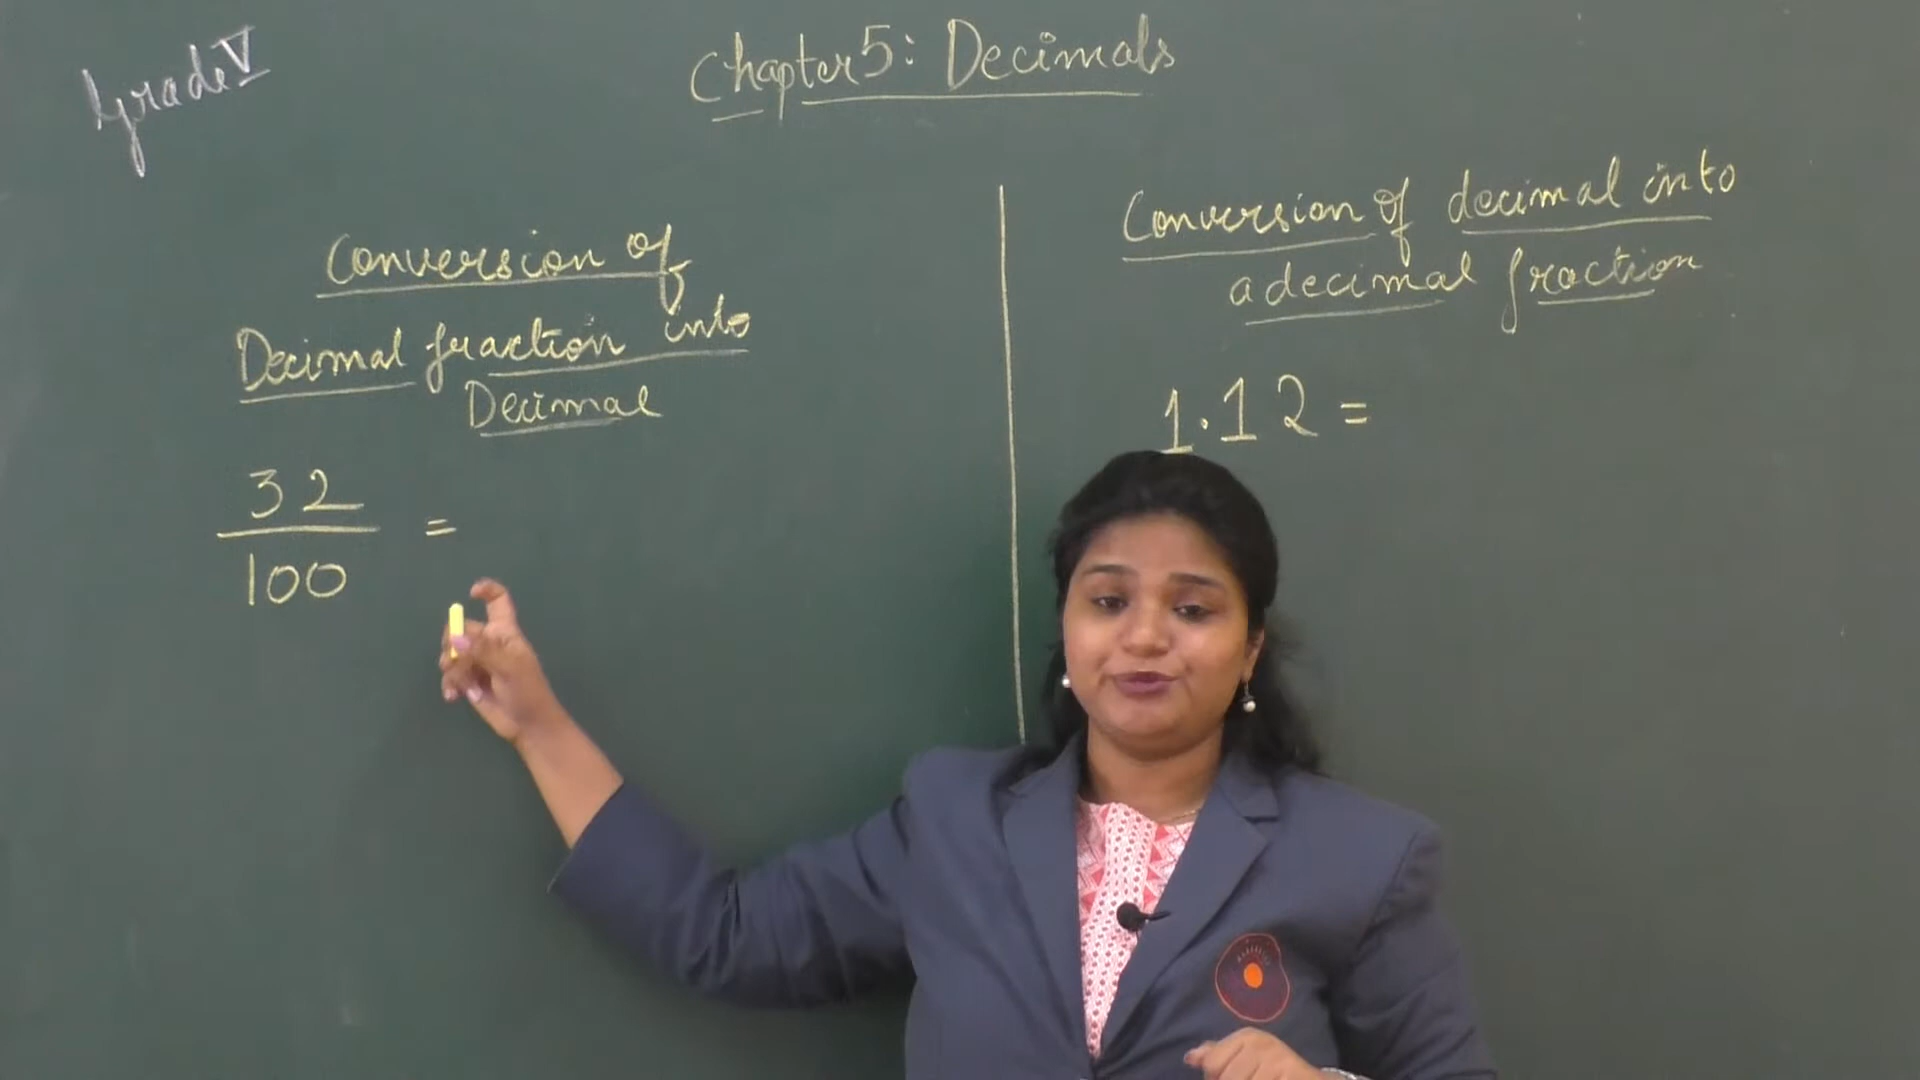 Grade V
Chapter 5: Decimals
Conversion of
Decimal fraction into
Decimal
32
100
=
Conversion of decimal into
a decimal fraction
1.12 =